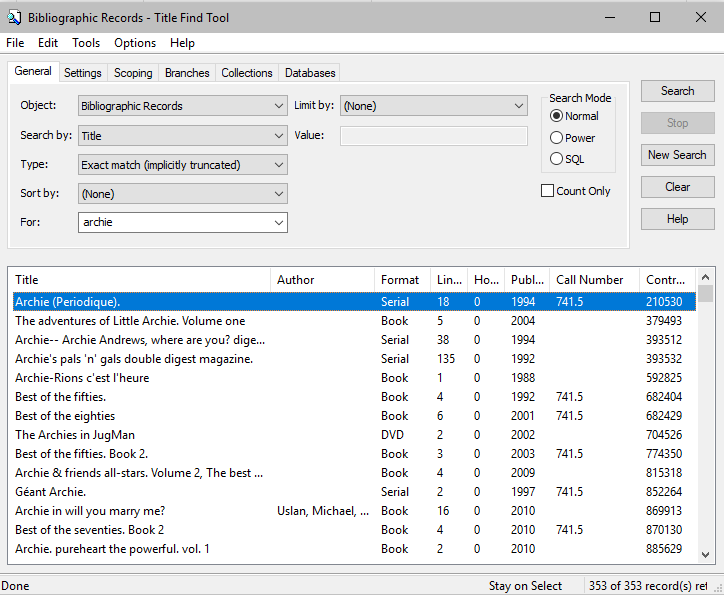 Bibliographic Records - Title Find Tool
File Edit Tools Options Help
General Settings Scoping Branches Collections Databases
Object: Bibliographic Records Limit by: (None)
Search by: Title Value:
Type: Exact match (implicitly truncated)
Sort by: (None)
For: archie
Search Mode
Normal
Power
SQL
Count Only
Search
Stop
New Search
Clear
Help
Title Author Format Lin... Ho... Publ... Call Number Contr...
Archie (Periodique). Serial 18 0 1994 741.5 210530
The adventures of Little Archie. Volume one Book 5 0 2004 379493
Archie-- Archie Andrews, where are you? dige... Serial 38 0 1994 393512
Archie's pals 'n' gals double digest magazine. Serial 135 0 1992 393532
Archie-Rions c'est l'heure Book 1 0 1988 592825
Best of the fifties. Book 4 0 1992 741.5 682404
Best of the eighties Book 6 0 2001 741.5 682429
The Archies in JugMan DVD 2 0 2002 704526
Best of the fifties. Book 2. Book 3 0 2003 741.5 774350
Archie & friends all-stars. Volume 2, The best ... Book 4 0 2009 815318
Géant Archie. Serial 2 0 1997 741.5 852264
Archie in will you marry me? Uslan, Michael, ... Book 16 0 2010 869913
Best of the seventies. Book 2 Book 4 0 2010 741.5 870130
Archie. pureheart the powerful. vol. 1 Book 2 0 2010 885629
Done Stay on Select 353 of 353 record(s) ret